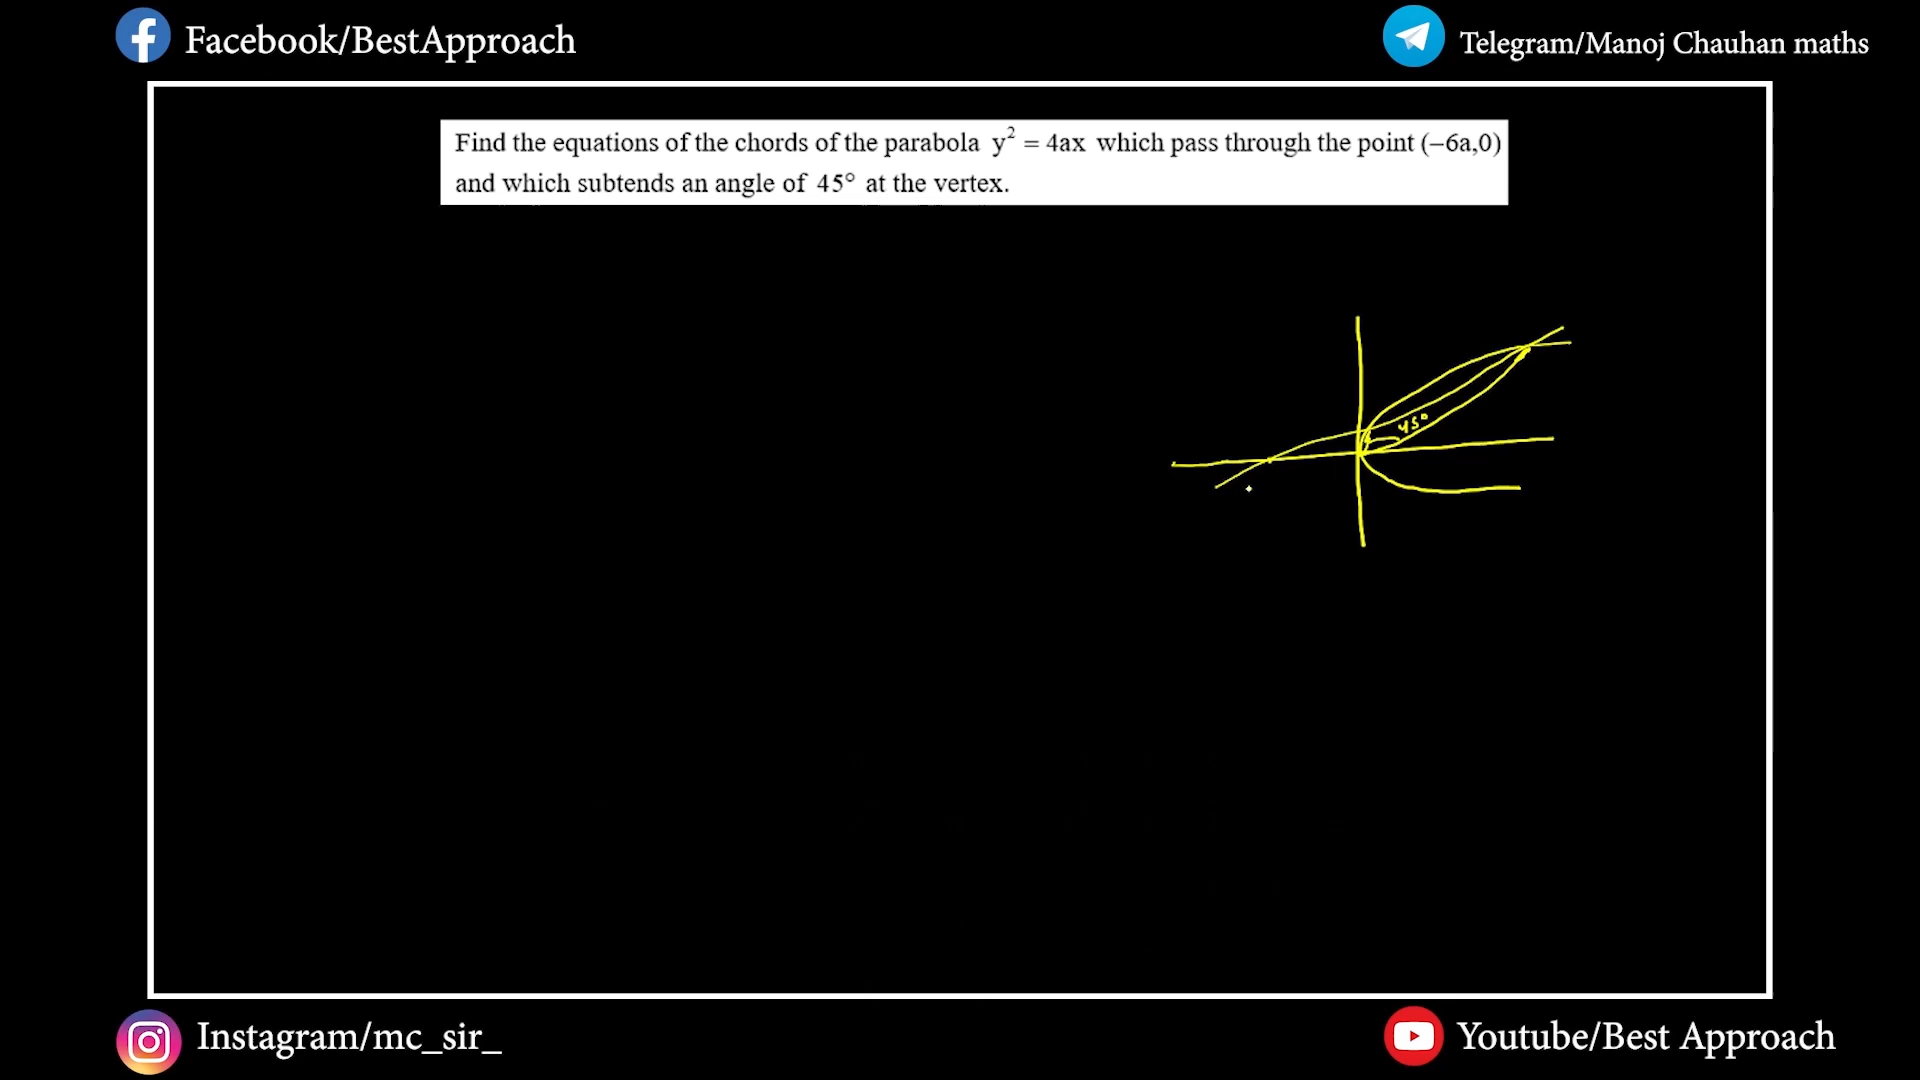 Facebook/BestApproach
Telegram/Manoj Chauhan maths
Find the equations of the chords of the parabola y² = 4ax which pass through the point (−6a,0)
and which subtends an angle of 45° at the vertex.
45°
Instagram/mc_sir_
Youtube/Best Approach